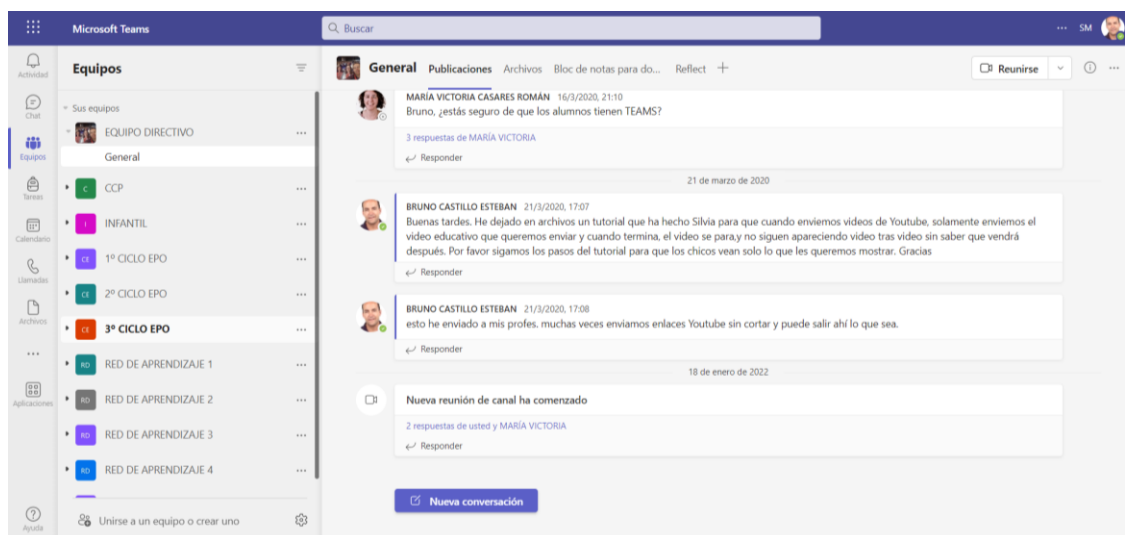 Microsoft Teams
Buscar
SM
Actividad
Chat
Equipos
Tareas
Calendario
Llamadas
Archivos
Aplicaciones
Ayuda
Equipos
Sus equipos
EQUIPO DIRECTIVO
General
C CCP
I INFANTIL
CE 1º CICLO EPO
CE 2º CICLO EPO
CE 3º CICLO EPO
RD RED DE APRENDIZAJE 1
RD RED DE APRENDIZAJE 2
RD RED DE APRENDIZAJE 3
RD RED DE APRENDIZAJE 4
Unirse a un equipo o crear uno
General Publicaciones Archivos Bloc de notas para do... Reflect
Reunirse
MARÍA VICTORIA CASARES ROMÁN 16/3/2020, 21:10
Bruno, ¿estás seguro de que los alumnos tienen TEAMS?
3 respuestas de MARÍA VICTORIA
Responder
21 de marzo de 2020
BRUNO CASTILLO ESTEBAN 21/3/2020, 17:07
Buenas tardes. He dejado en archivos un tutorial que ha hecho Silvia para que cuando enviemos videos de Youtube, solamente enviemos el
video educativo que queremos enviar y cuando termina, el video se para,y no siguen apareciendo video tras video sin saber que vendrá
después. Por favor sigamos los pasos del tutorial para que los chicos vean solo lo que les queremos mostrar. Gracias
Responder
BRUNO CASTILLO ESTEBAN 21/3/2020, 17:08
esto he enviado a mis profes. muchas veces enviamos enlaces Youtube sin cortar y puede salir ahí lo que sea.
Responder
18 de enero de 2022
Nueva reunión de canal ha comenzado
2 respuestas de usted y MARÍA VICTORIA
Responder
Nueva conversación